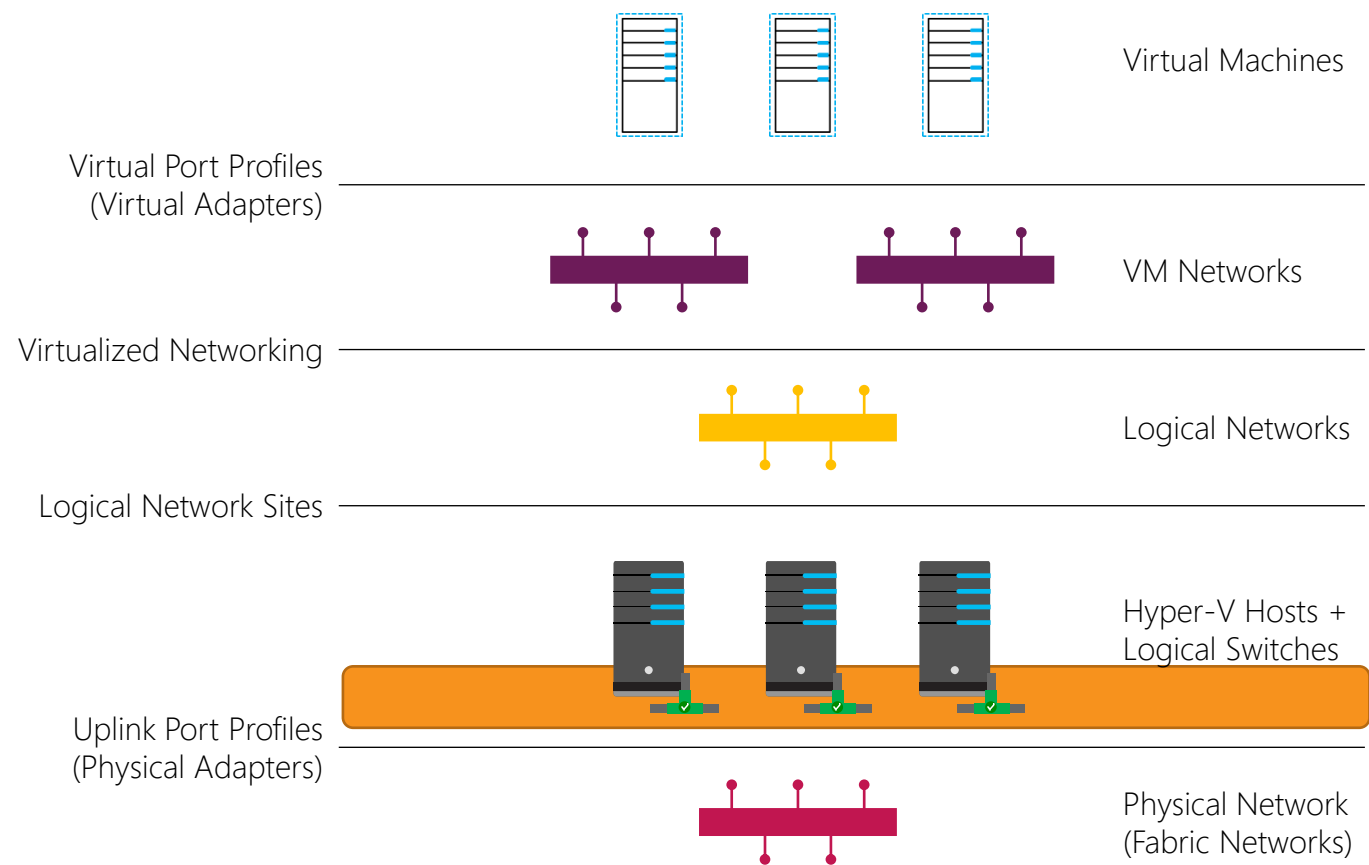 Virtual Machines
Virtual Port Profiles
(Virtual Adapters)
VM Networks
Virtualized Networking
Logical Networks
Logical Network Sites
Hyper-V Hosts +
Logical Switches
Uplink Port Profiles
(Physical Adapters)
Physical Network
(Fabric Networks)